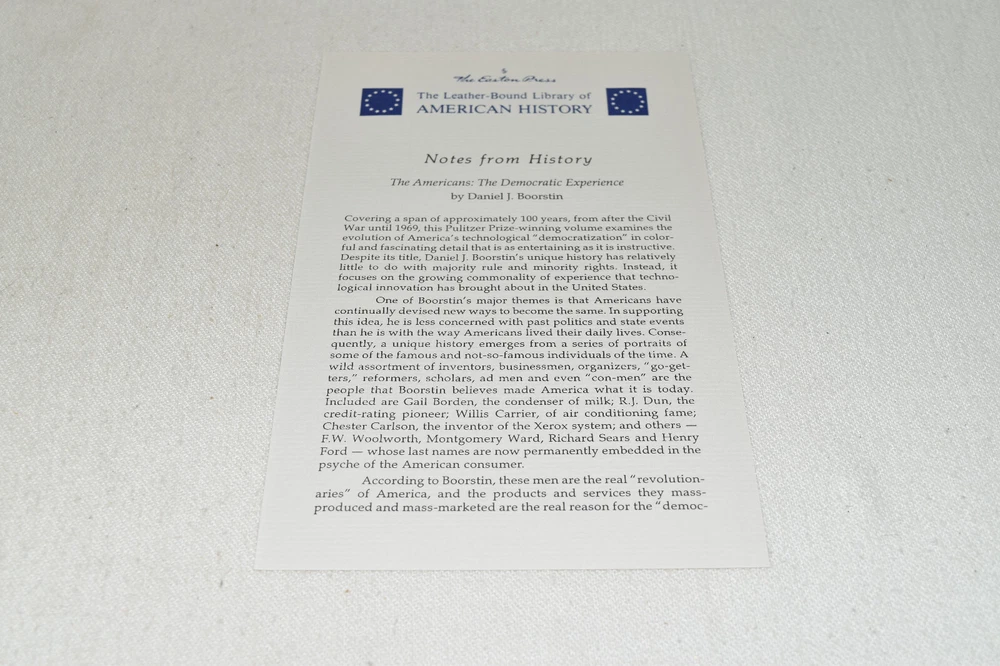 The Easton Press
The Leather-Bound Library of
AMERICAN HISTORY
Notes from History
The Americans: The Democratic Experience
by Daniel J. Boorstin
Covering a span of approximately 100 years, from after the Civil
War until 1969, this Pulitzer Prize-winning volume examines the
evolution of America's technological "democratization" in color-
ful and fascinating detail that is as entertaining as it is instructive.
Despite its title, Daniel J. Boorstin's unique history has relatively
little to do with majority rule and minority rights. Instead, it
focuses on the growing commonality of experience that techno-
logical innovation has brought about in the United States.
One of Boorstin's major themes is that Americans have
continually devised new ways to become the same. In supporting
this idea, he is less concerned with past politics and state events
than he is with the way Americans lived their daily lives. Conse-
quently, a unique history emerges from a series of portraits of
some of the famous and not-so-famous individuals of the time. A
wild assortment of inventors, businessmen, organizers, "go-get-
ters," reformers, scholars, ad men and even "con-men" are the
people that Boorstin believes made America what it is today.
Included are Gail Borden, the condenser of milk; R.J. Dun, the
credit-rating pioneer; Willis Carrier, of air conditioning fame;
Chester Carlson, the inventor of the Xerox system; and others —
F.W. Woolworth, Montgomery Ward, Richard Sears and Henry
Ford — whose last names are now permanently embedded in the
psyche of the American consumer.
According to Boorstin, these men are the real "revolution-
aries" of America, and the products and services they mass-
produced and mass-marketed are the real reason for the "democ-